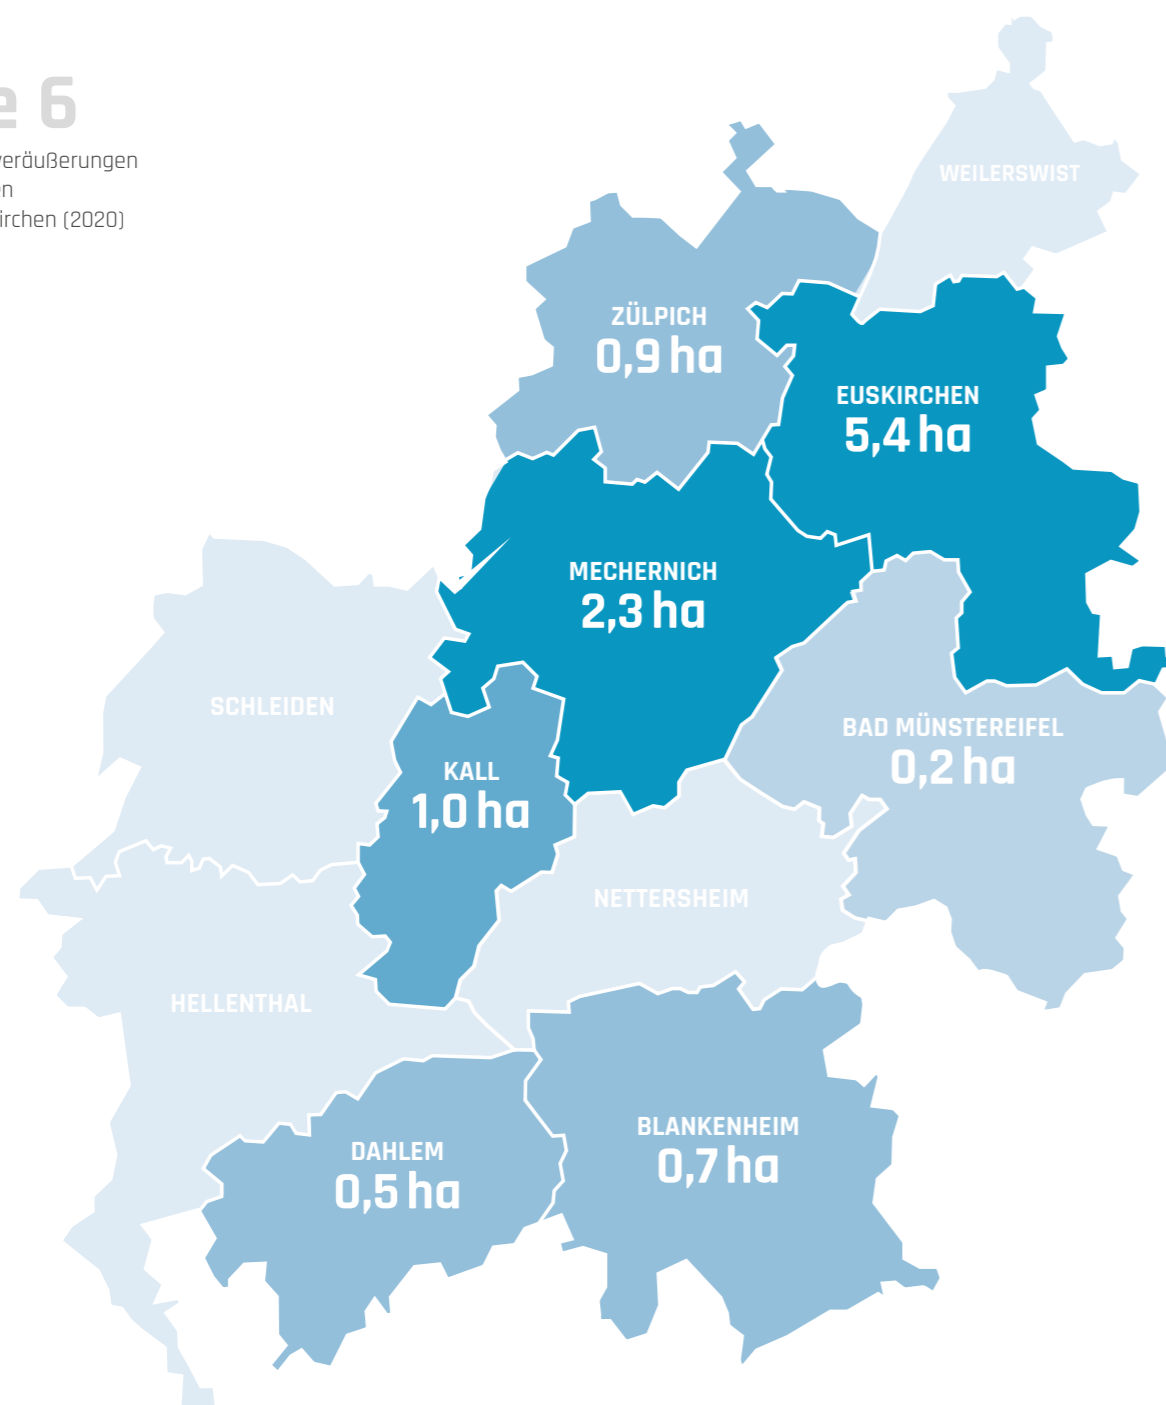 e 6
veräußerungen
en
irchen (2020)
WEILERSWIST
ZÜLPICH
0,9 ha
EUSKIRCHEN
5,4 ha
MECHERNICH
2,3 ha
SCHLEIDEN
BAD MÜNSTEREIFEL
0,2 ha
KALL
1,0 ha
NETTERSHEIM
HELLENTHAL
BLANKENHEIM
0,7 ha
DAHLEM
0,5 ha